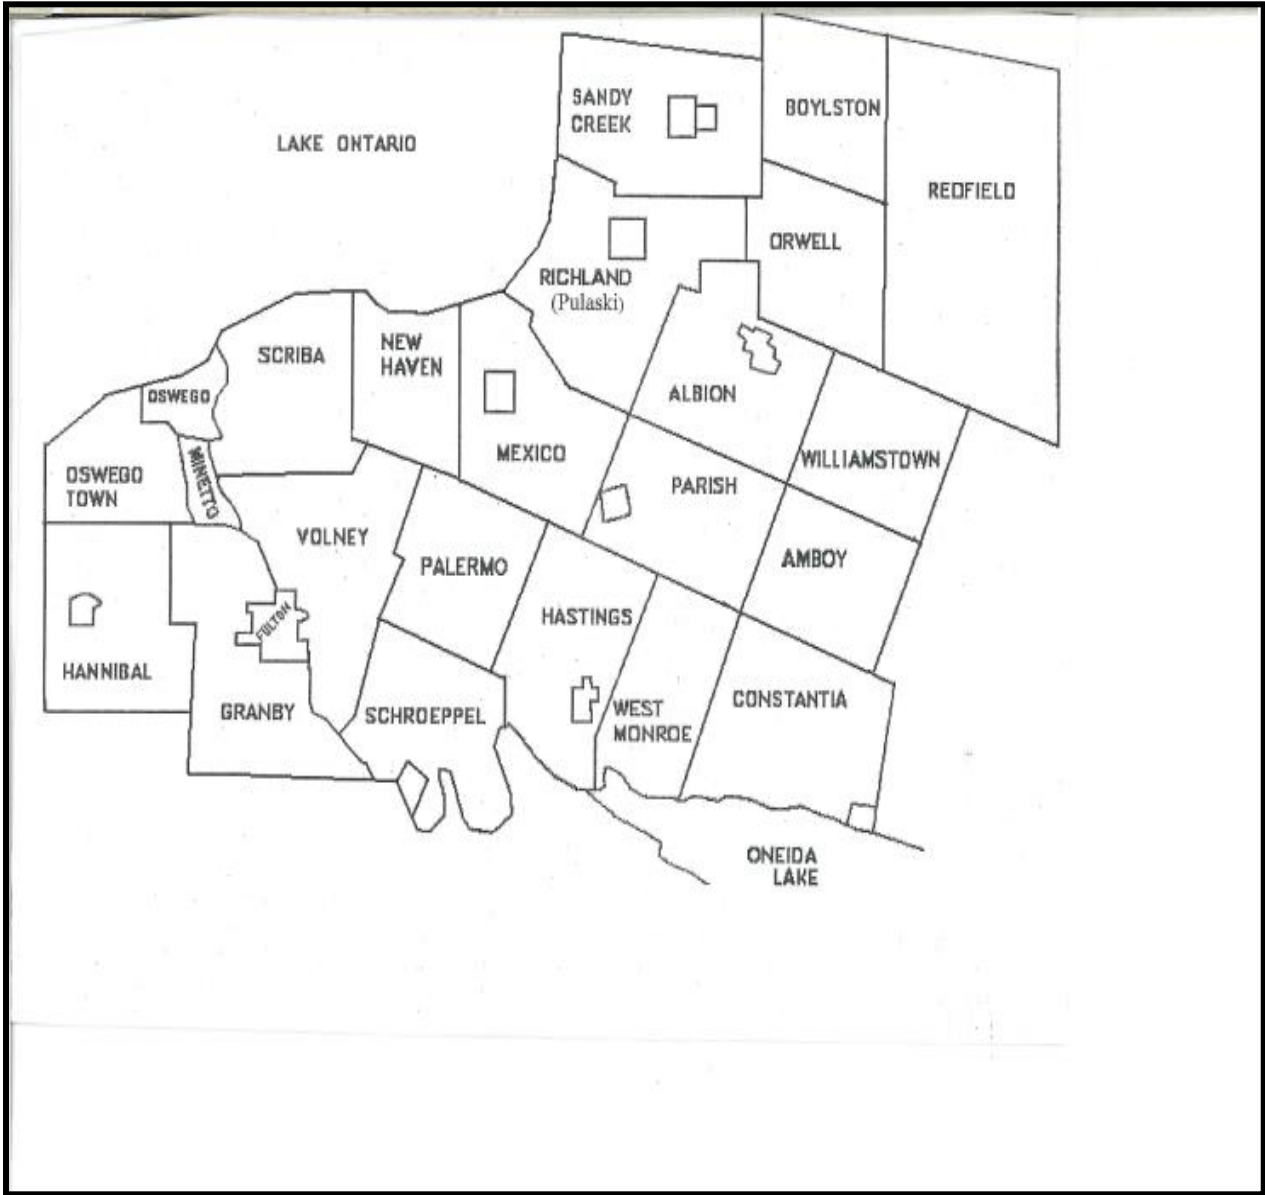 SANDY
CREEK
BOYLSTON
LAKE ONTARIO
REDFIELD
ORWELL
RICHLAND
(Pulaski)
SCRIBA
NEW
HAVEN
OSWEGO
ALBION
MEXICO
WILLIAMSTOWN
OSWEGO
TOWN
MINETTO
PARISH
VOLNEY
PALERMO
AMBOY
HASTINGS
FULTON
HANNIBAL
GRANBY
SCHROEPPEL
WEST
MONROE
CONSTANTIA
ONEIDA
LAKE